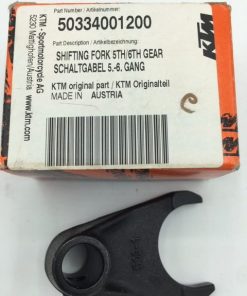 Part Number / Artikelnummer:
50334001200
Part Description / Artikelbezeichnung:
SHIFTING FORK 5TH/6TH GEAR
SCHALTGABEL 5.-6. GANG
KTM original part / KTM Originalteil
MADE IN AUSTRIA
KTM - Sportmotorcycle AG
5230 Mattighofen/Austria
www.ktm.com
KTM